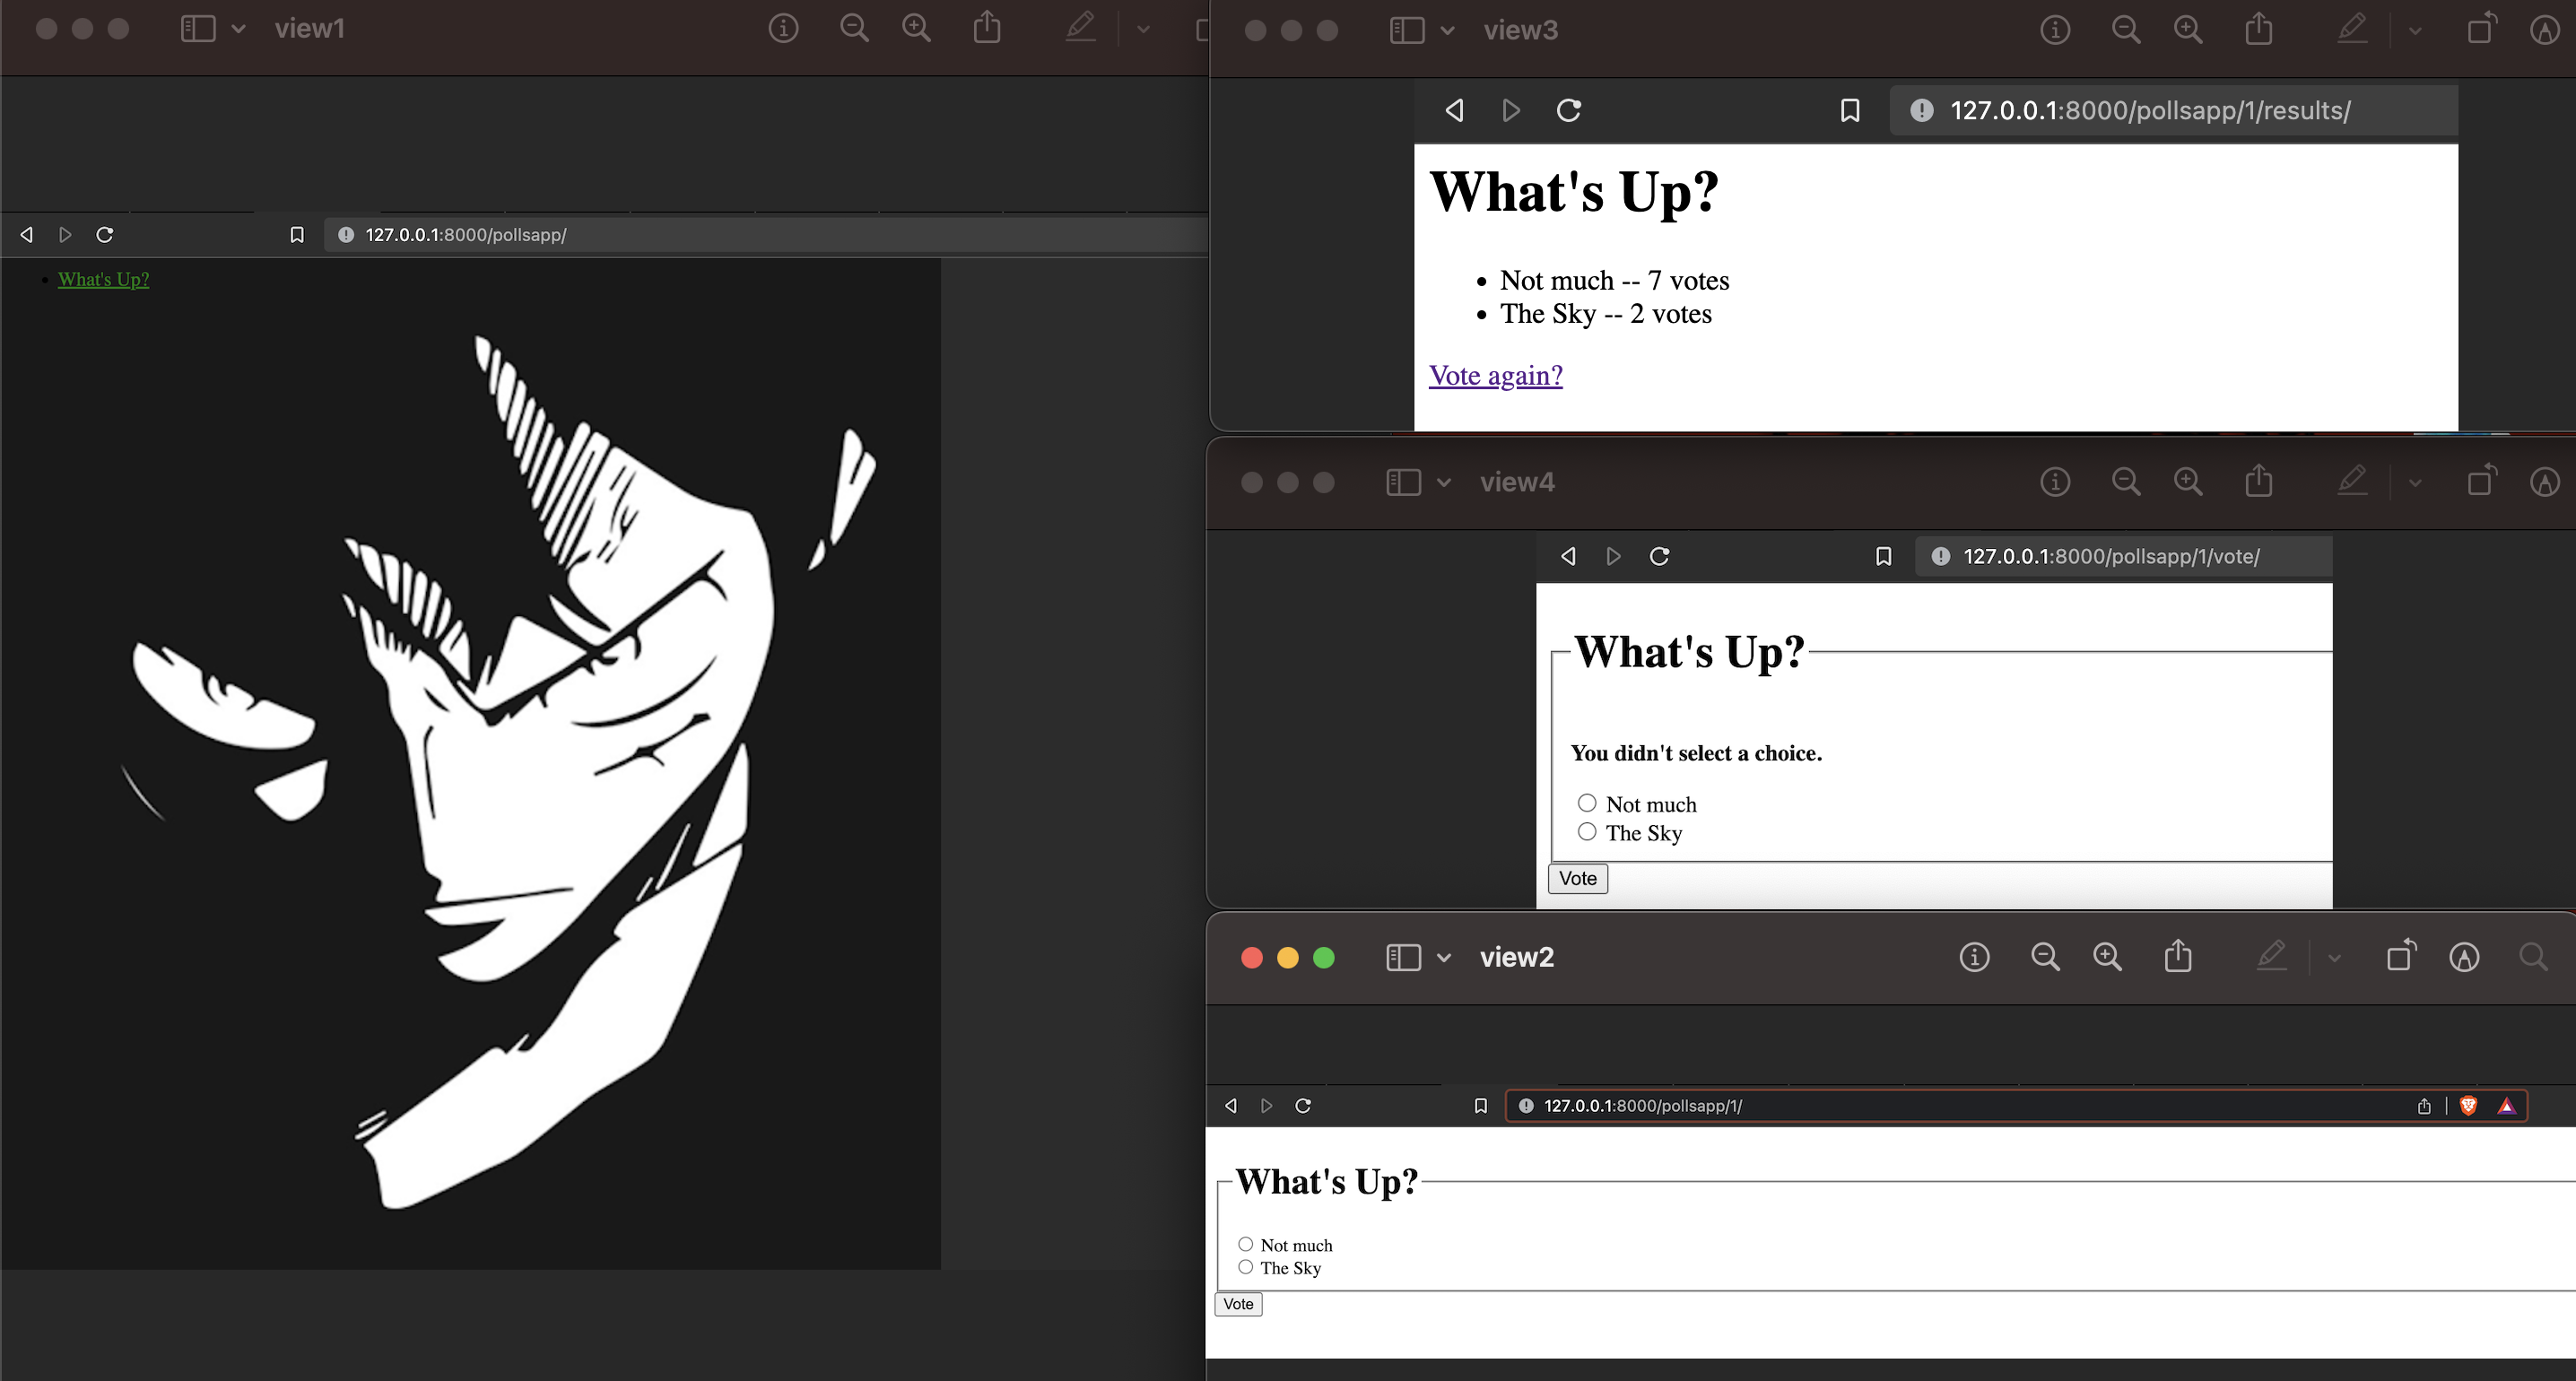 view1
127.0.0.1:8000/pollsapp/
What's Up?
view3
127.0.0.1:8000/pollsapp/1/results/
What's Up?
Not much -- 7 votes
The Sky -- 2 votes
Vote again?
view4
127.0.0.1:8000/pollsapp/1/vote/
What's Up?
You didn't select a choice.
Not much
The Sky
Vote
view2
127.0.0.1:8000/pollsapp/1/
What's Up?
Not much
The Sky
Vote